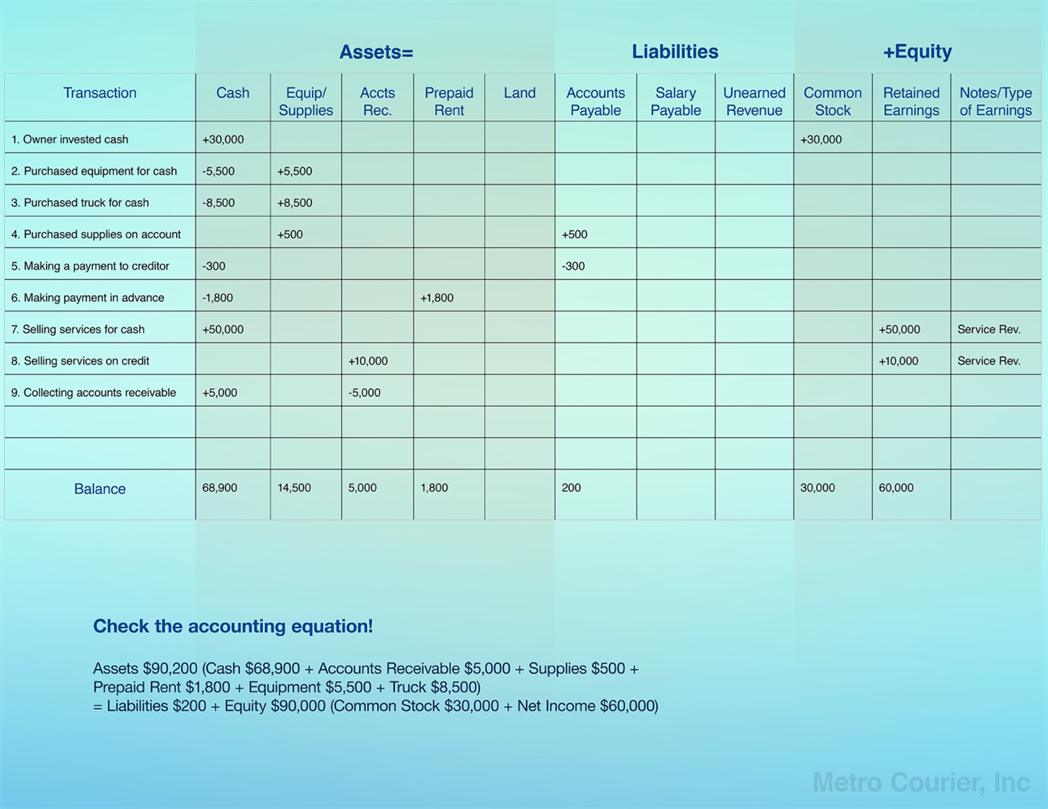 Assets= Liabilities +Equity
Transaction Cash Equip/ Supplies Accts Rec. Prepaid Rent Land Accounts Payable Salary Payable Unearned Revenue Common Stock Retained Earnings Notes/Type of Earnings
1. Owner invested cash +30,000 +30,000
2. Purchased equipment for cash -5,500 +5,500
3. Purchased truck for cash -8,500 +8,500
4. Purchased supplies on account +500 +500
5. Making a payment to creditor -300 -300
6. Making payment in advance -1,800 +1,800
7. Selling services for cash +50,000 +50,000 Service Rev.
8. Selling services on credit +10,000 +10,000 Service Rev.
9. Collecting accounts receivable +5,000 -5,000
Balance 68,900 14,500 5,000 1,800 200 30,000 60,000
Check the accounting equation!
Assets $90,200 (Cash $68,900 + Accounts Receivable $5,000 + Supplies $500 +
Prepaid Rent $1,800 + Equipment $5,500 + Truck $8,500)
= Liabilities $200 + Equity $90,000 (Common Stock $30,000 + Net Income $60,000)
Metro Courier, Inc